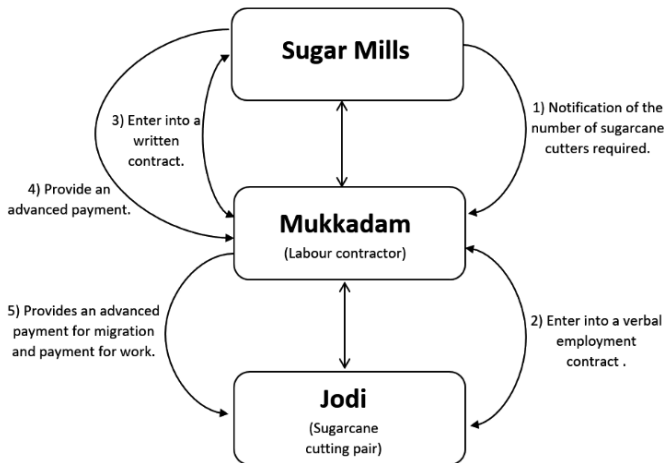 Sugar Mills
1) Notification of the
number of sugarcane
cutters required.
3) Enter into a
written
contract.
4) Provide an
advanced payment.
Mukkadam
(Labour contractor)
5) Provides an advanced
payment for migration
and payment for work.
2) Enter into a verbal
employment
contract .
Jodi
(Sugarcane
cutting pair)